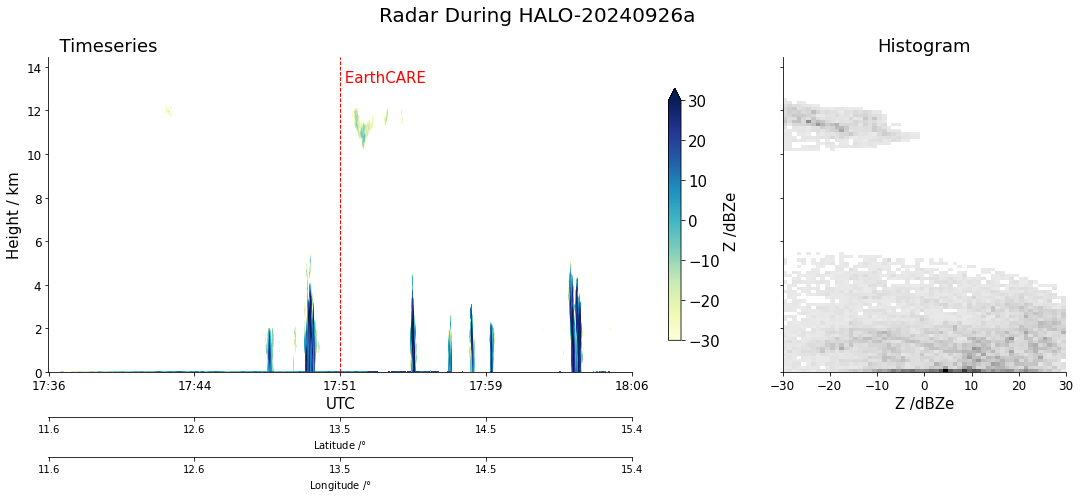 Radar During HALO-20240926a
Timeseries
Histogram
EarthCARE
14
12
10
8
6
4
2
0
Height / km
17:36 17:44 17:51 17:59 18:06
UTC
11.6 12.6 13.5 14.5 15.4
Latitude /°
11.6 12.6 13.5 14.5 15.4
Longitude /°
30
20
10
0
−10
−20
−30
Z /dBZe
−30 −20 −10 0 10 20 30
Z /dBZe